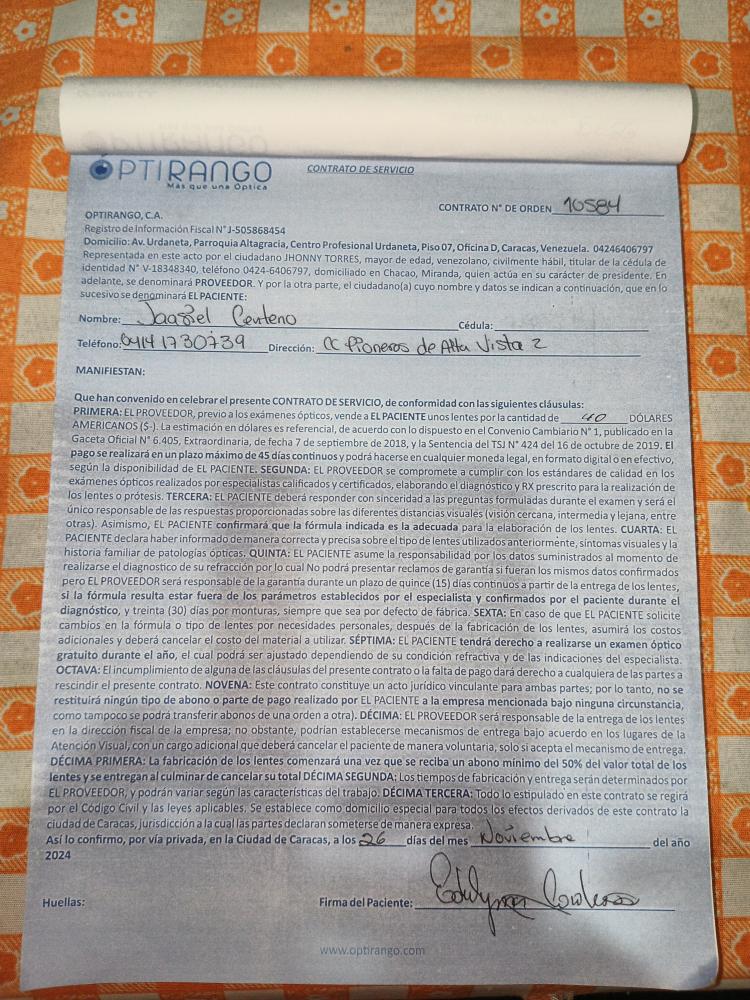 ÓPTIRANGO
Más que una Óptica
CONTRATO DE SERVICIO
CONTRATO N° DE ORDEN 10584
OPTIRANGO, C.A.
Registro de Información Fiscal N° J-505868454
Domicilio: Av. Urdaneta, Parroquia Altagracia, Centro Profesional Urdaneta, Piso 07, Oficina D, Caracas, Venezuela. 04246406797
Representada en este acto por el ciudadano JHONNY TORRES, mayor de edad, venezolano, civilmente hábil, titular de la cédula de
identidad N° V-18348340, teléfono 0424-6406797, domiciliado en Chacao, Miranda, quien actúa en su carácter de presidente. En
adelante, se denominará PROVEEDOR. Y por la otra parte, el ciudadano(a) cuyo nombre y datos se indican a continuación, que en lo
sucesivo se denominará EL PACIENTE:
Nombre: Jaaziel Centeno Cédula:
Teléfono: 04141730739 Dirección: CC Pioneros de Alta Vista 2
MANIFIESTAN:
Que han convenido en celebrar el presente CONTRATO DE SERVICIO, de conformidad con las siguientes cláusulas:
PRIMERA: EL PROVEEDOR, previo a los exámenes ópticos, vende a EL PACIENTE unos lentes por la cantidad de 40 DÓLARES
AMERICANOS ($-). La estimación en dólares es referencial, de acuerdo con lo dispuesto en el Convenio Cambiario N° 1, publicado en la
Gaceta Oficial N° 6.405, Extraordinaria, de fecha 7 de septiembre de 2018, y la Sentencia del TSJ N° 424 del 16 de octubre de 2019. El
pago se realizará en un plazo máximo de 45 días continuos y podrá hacerse en cualquier moneda legal, en formato digital o en efectivo,
según la disponibilidad de EL PACIENTE. SEGUNDA: EL PROVEEDOR se compromete a cumplir con los estándares de calidad en los
exámenes ópticos realizados por especialistas calificados y certificados, elaborando el diagnóstico y RX prescrito para la realización de
los lentes o prótesis. TERCERA: EL PACIENTE deberá responder con sinceridad a las preguntas formuladas durante el examen y será el
único responsable de las respuestas proporcionadas sobre las diferentes distancias visuales (visión cercana, intermedia y lejana, entre
otras). Asimismo, EL PACIENTE confirmará que la fórmula indicada es la adecuada para la elaboración de los lentes. CUARTA: EL
PACIENTE declara haber informado de manera correcta y precisa sobre el tipo de lentes utilizados anteriormente, síntomas visuales y la
historia familiar de patologías ópticas. QUINTA: EL PACIENTE asume la responsabilidad por los datos suministrados al momento de
realizarse el diagnostico de su refracción por lo cual No podrá presentar reclamos de garantía si fueran los mismos datos confirmados
pero EL PROVEEDOR será responsable de la garantía durante un plazo de quince (15) días continuos a partir de la entrega de los lentes,
si la fórmula resulta estar fuera de los parámetros establecidos por el especialista y confirmados por el paciente durante el
diagnóstico, y treinta (30) días por monturas, siempre que sea por defecto de fábrica. SEXTA: En caso de que EL PACIENTE solicite
cambios en la fórmula o tipo de lentes por necesidades personales, después de la fabricación de los lentes, asumirá los costos
adicionales y deberá cancelar el costo del material a utilizar. SÉPTIMA: EL PACIENTE tendrá derecho a realizarse un examen óptico
gratuito durante el año, el cual podrá ser ajustado dependiendo de su condición refractiva y de las indicaciones del especialista.
OCTAVA: El incumplimiento de alguna de las cláusulas del presente contrato o la falta de pago dará derecho a cualquiera de las partes a
rescindir el presente contrato. NOVENA: Este contrato constituye un acto jurídico vinculante para ambas partes; por lo tanto, no se
restituirá ningún tipo de abono o parte de pago realizado por EL PACIENTE a la empresa mencionada bajo ninguna circunstancia,
como tampoco se podrá transferir abonos de una orden a otra). DÉCIMA: EL PROVEEDOR será responsable de la entrega de los lentes
en la dirección fiscal de la empresa; no obstante, podrían establecerse mecanismos de entrega bajo acuerdo en los lugares de la
Atención Visual, con un cargo adicional que deberá cancelar el paciente de manera voluntaria, solo si acepta el mecanismo de entrega.
DÉCIMA PRIMERA: La fabricación de los lentes comenzará una vez que se reciba un abono mínimo del 50% del valor total de los
lentes y se entregan al culminar de cancelar su total DÉCIMA SEGUNDA: Los tiempos de fabricación y entrega serán determinados por
EL PROVEEDOR, y podrán variar según las características del trabajo. DÉCIMA TERCERA: Todo lo estipulado en este contrato se regirá
por el Código Civil y las leyes aplicables. Se establece como domicilio especial para todos los efectos derivados de este contrato la
ciudad de Caracas, jurisdicción a la cual las partes declaran someterse de manera expresa.
Así lo confirmo, por vía privada, en la Ciudad de Caracas, a los 26 días del mes Noviembre del año
2024
Huellas:
Firma del Paciente:
www.optirango.com